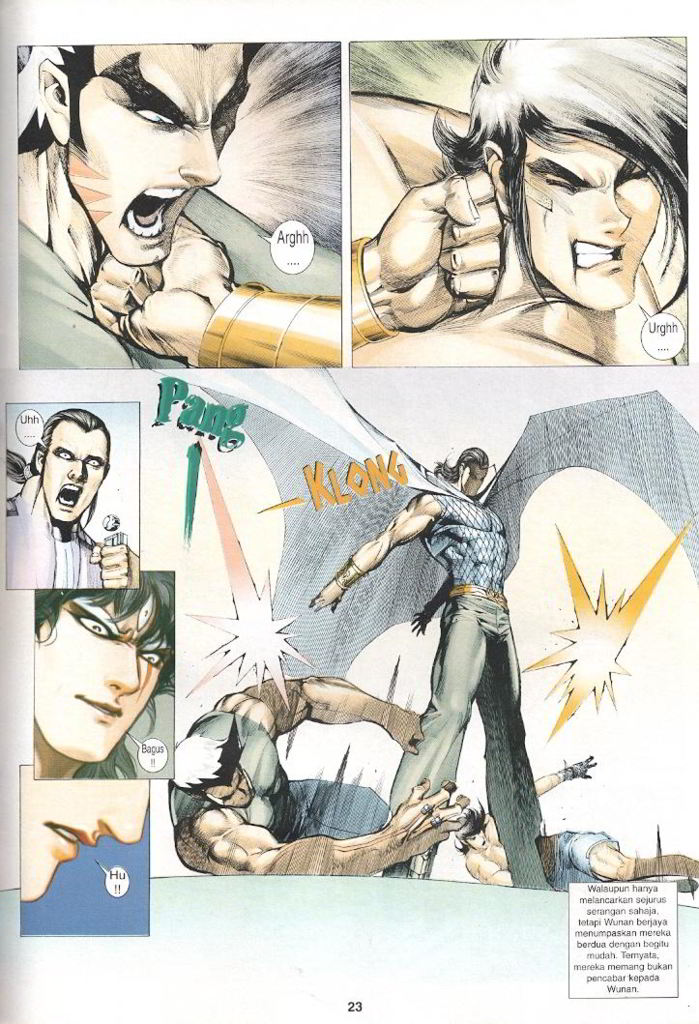 Arghh
....
Urghh
....
Uhh
....
Pang
KLONG
Bagus
!!
Hu
!!
Walaupun hanya
melancarkan sejurus
serangan sahaja,
tetapi Wunan berjaya
menumpaskan mereka
berdua dengan begitu
mudah. Ternyata,
mereka memang bukan
pencabar kepada
Wunan.
23